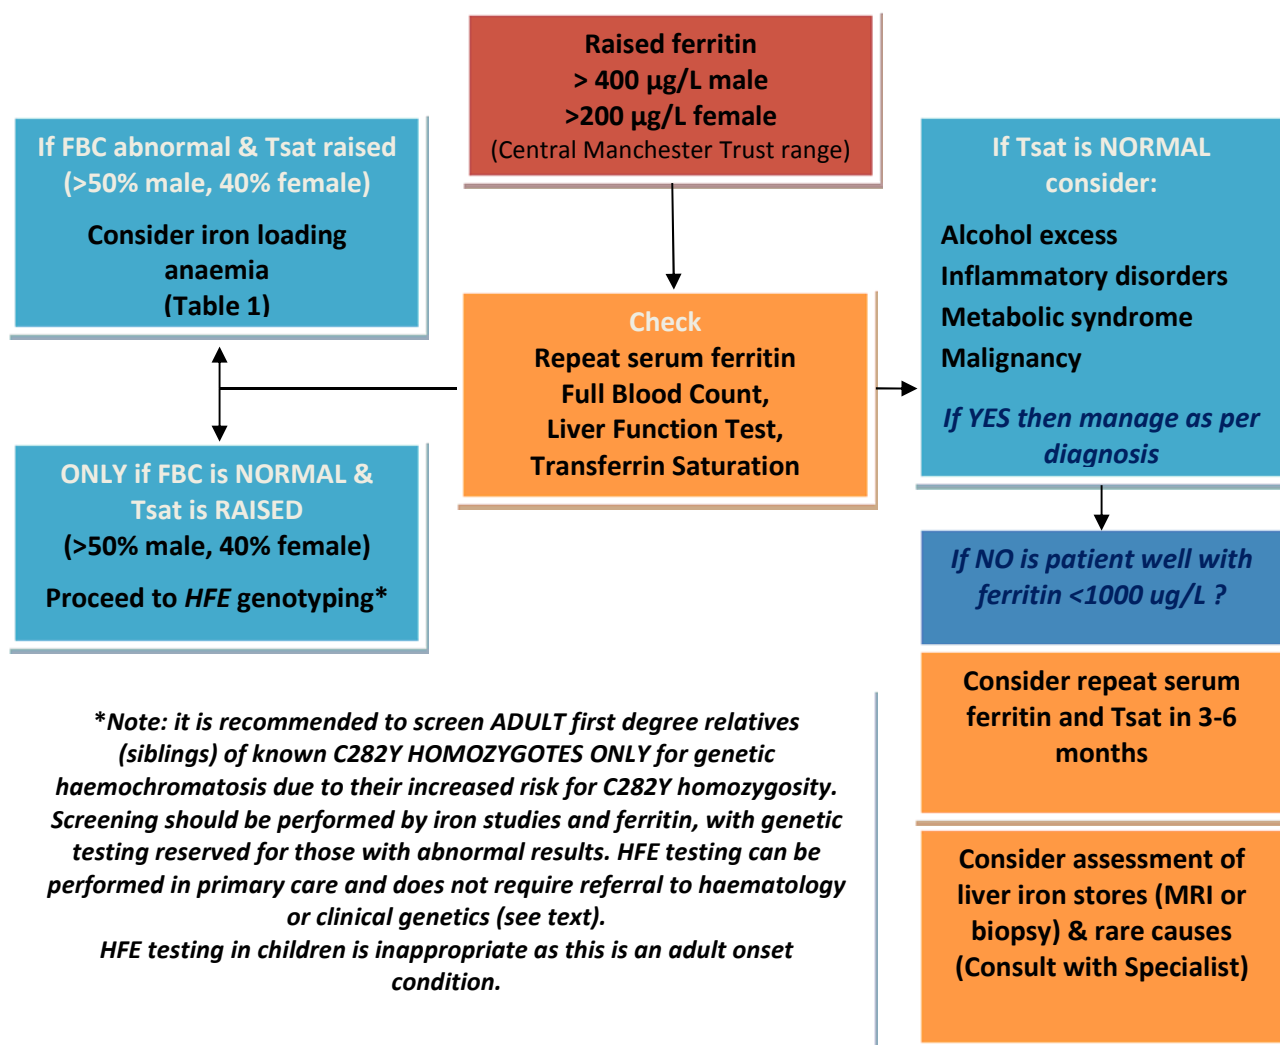 Raised ferritin
> 400 µg/L male
>200 µg/L female
(Central Manchester Trust range)
If FBC abnormal & Tsat raised
(>50% male, 40% female)
Consider iron loading
anaemia
(Table 1)
If Tsat is NORMAL
consider:
Alcohol excess
Inflammatory disorders
Metabolic syndrome
Malignancy
If YES then manage as per
diagnosis
Check
Repeat serum ferritin
Full Blood Count,
Liver Function Test,
Transferrin Saturation
ONLY if FBC is NORMAL &
Tsat is RAISED
(>50% male, 40% female)
Proceed to HFE genotyping*
If NO is patient well with
ferritin <1000 ug/L ?
Consider repeat serum
ferritin and Tsat in 3-6
months
Consider assessment of
liver iron stores (MRI or
biopsy) & rare causes
(Consult with Specialist)
*Note: it is recommended to screen ADULT first degree relatives
(siblings) of known C282Y HOMOZYGOTES ONLY for genetic
haemochromatosis due to their increased risk for C282Y homozygosity.
Screening should be performed by iron studies and ferritin, with genetic
testing reserved for those with abnormal results. HFE testing can be
performed in primary care and does not require referral to haematology
or clinical genetics (see text).
HFE testing in children is inappropriate as this is an adult onset
condition.